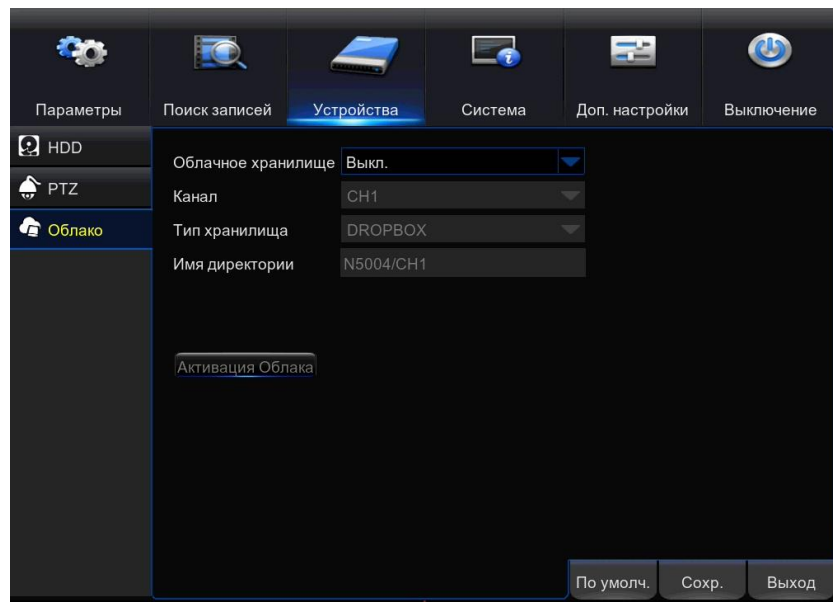 Параметры Поиск записей Устройства Система Доп. настройки Выключение
HDD
PTZ
Облако
Облачное хранилище Выкл.
Канал CH1
Тип хранилища DROPBOX
Имя директории N5004/CH1
Активация Облака
По умолч. Сохр. Выход